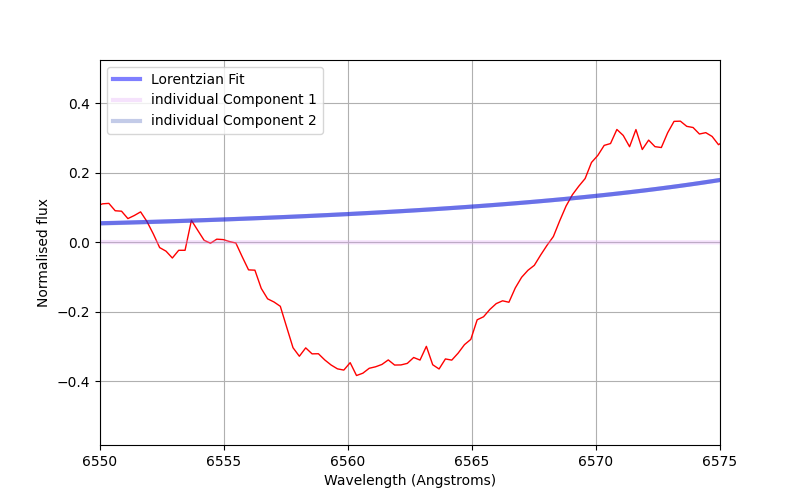 Lorentzian Fit
individual Component 1
individual Component 2
0.4
0.2
0.0
−0.2
−0.4
Normalised flux
6550 6555 6560 6565 6570 6575
Wavelength (Angstroms)